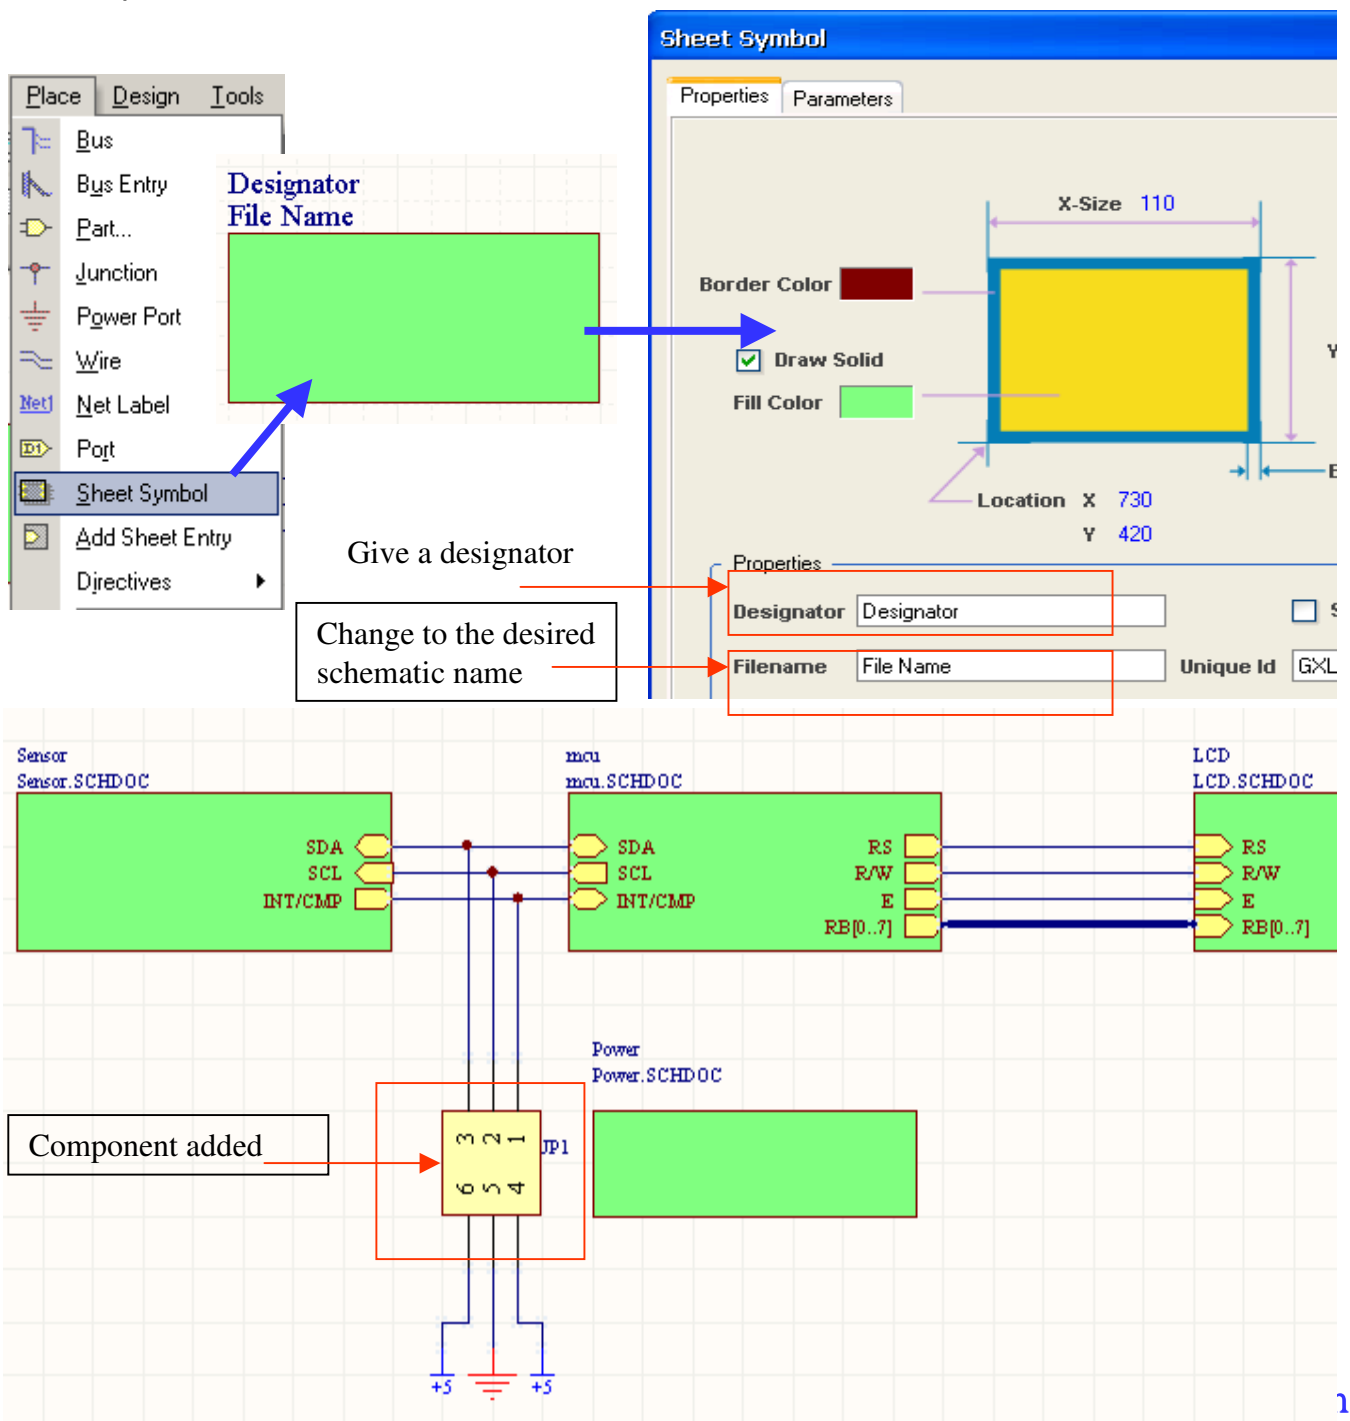 Place Design Tools
Bus
Bus Entry
Part...
Junction
Power Port
Wire
Net1 Net Label
D1 Port
Sheet Symbol
Add Sheet Entry
Directives
Designator
File Name
Sheet Symbol
Properties Parameters
X-Size 110
Border Color
Draw Solid
Fill Color
Location X 730
Y 420
Give a designator
Change to the desired
schematic name
Properties
Designator Designator
Filename File Name Unique Id GXL
Sensor
Sensor.SCHDOC
SDA
SCL
INT/CMP
mcu
mcu.SCHDOC
SDA RS
SCL R/W
INT/CMP E
RB[0..7]
LCD
LCD.SCHDOC
RS
R/W
E
RB[0..7]
Power
Power.SCHDOC
Component added
3 2 1
JP1
6 5 4
+5 +5